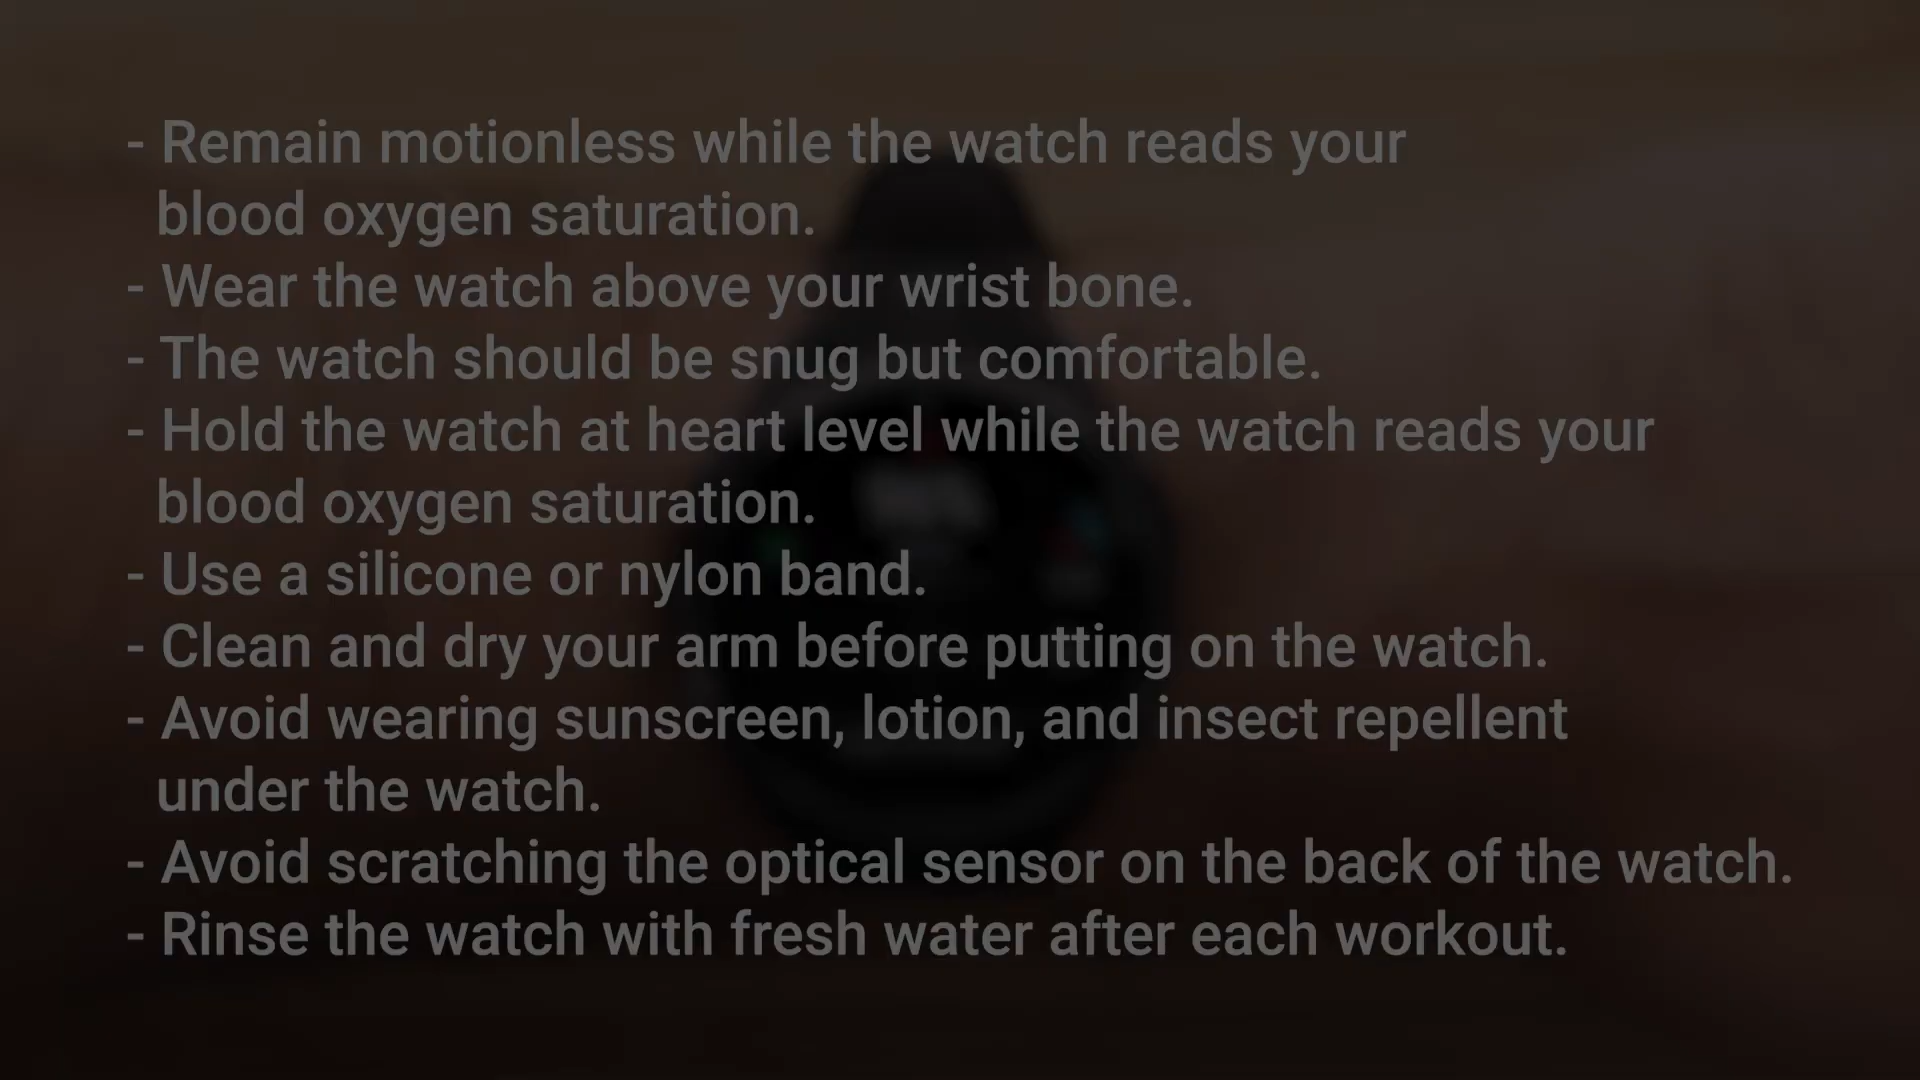 - Remain motionless while the watch reads your
blood oxygen saturation.
- Wear the watch above your wrist bone.
- The watch should be snug but comfortable.
- Hold the watch at heart level while the watch reads your
blood oxygen saturation.
- Use a silicone or nylon band.
- Clean and dry your arm before putting on the watch.
- Avoid wearing sunscreen, lotion, and insect repellent
under the watch.
- Avoid scratching the optical sensor on the back of the watch.
- Rinse the watch with fresh water after each workout.